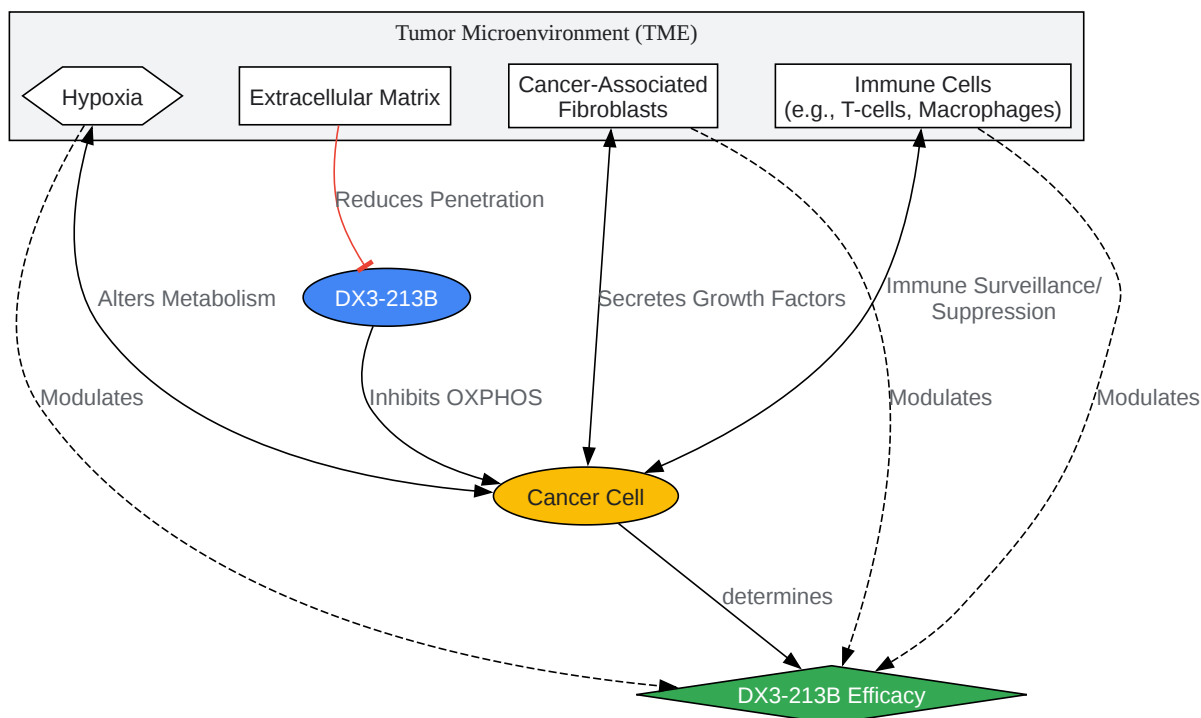 Tumor Microenvironment (TME)
Hypoxia
Extracellular Matrix
Cancer-Associated
Fibroblasts
Immune Cells
(e.g., T-cells, Macrophages)
Reduces Penetration
Alters Metabolism
DX3-213B
Secretes Growth Factors
Immune Surveillance/
Suppression
Modulates
Inhibits OXPHOS
Modulates
Modulates
Cancer Cell
determines
DX3-213B Efficacy